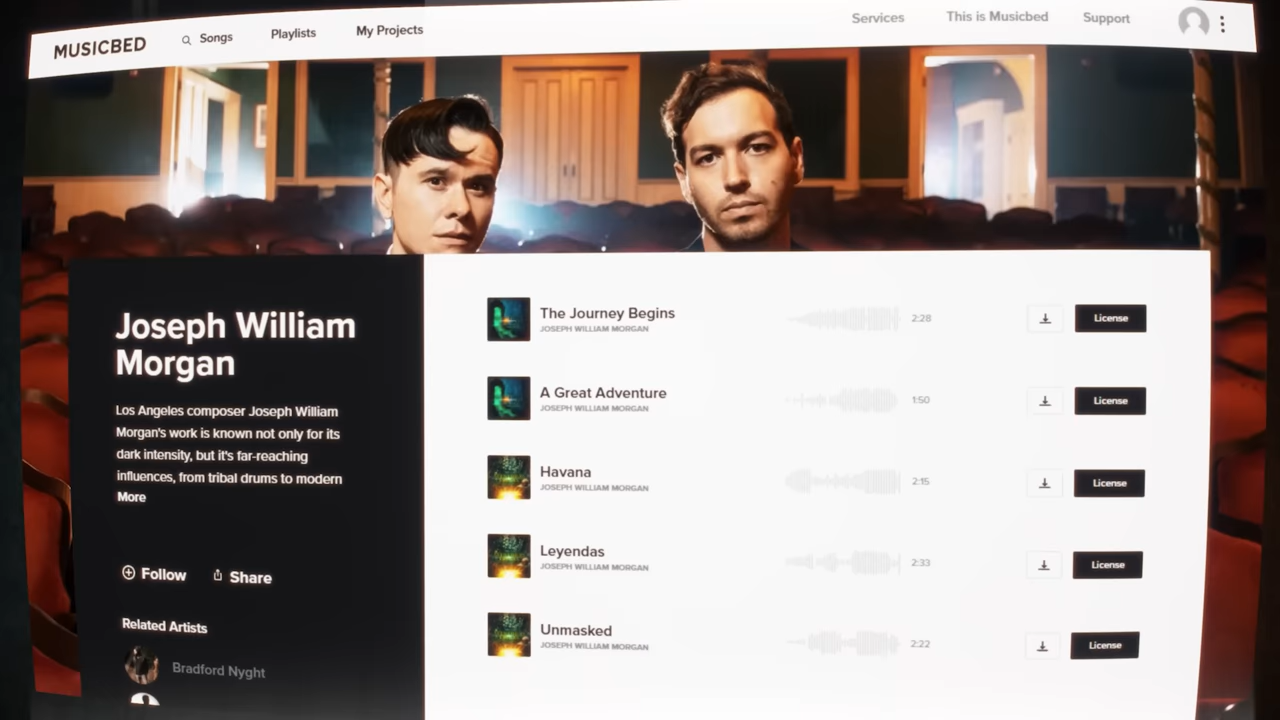 MUSICBED
Songs
Playlists
My Projects
Services
This is Musicbed
Support
Joseph William
Morgan
Los Angeles composer Joseph William
Morgan's work is known not only for its
dark intensity, but it's far-reaching
influences, from tribal drums to modern
More
Follow
Share
Related Artists
Bradford Nyght
The Journey Begins
JOSEPH WILLIAM MORGAN
2:28
License
A Great Adventure
JOSEPH WILLIAM MORGAN
1:50
License
Havana
JOSEPH WILLIAM MORGAN
2:15
License
Leyendas
JOSEPH WILLIAM MORGAN
2:33
License
Unmasked
JOSEPH WILLIAM MORGAN
2:22
License